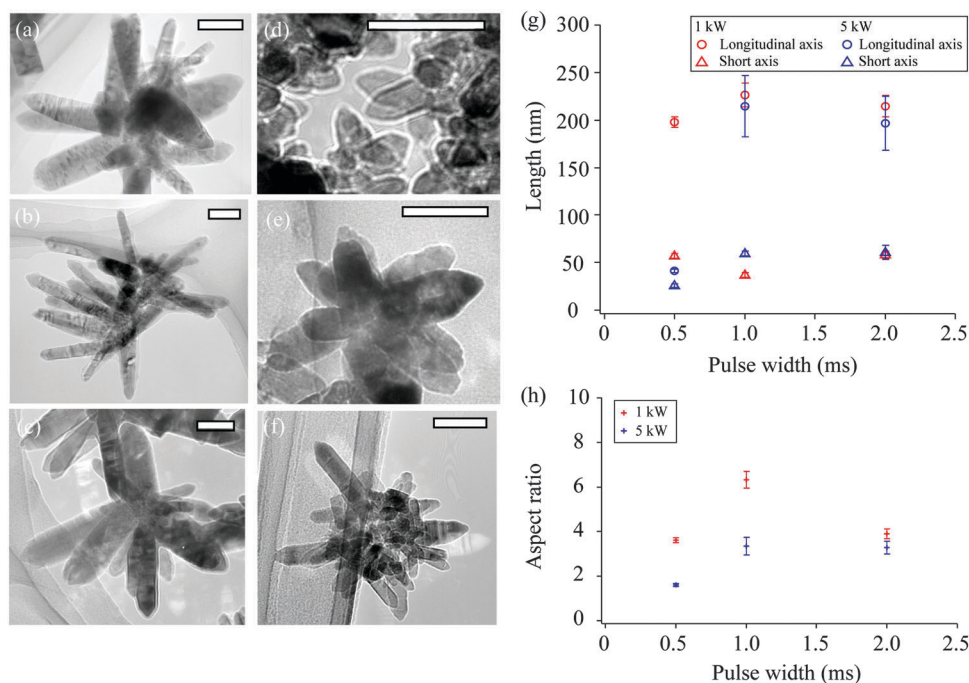 (a)
(b)
(c)
(d)
(e)
(f)
(g)
300
250
200
150
100
50
0
Length (nm)
1 kW 5 kW
Longitudinal axis Longitudinal axis
Short axis Short axis
0 0.5 1.0 1.5 2.0 2.5
Pulse width (ms)
(h)
10
8
6
4
2
0
Aspect ratio
1 kW
5 kW
0 0.5 1.0 1.5 2.0 2.5
Pulse width (ms)